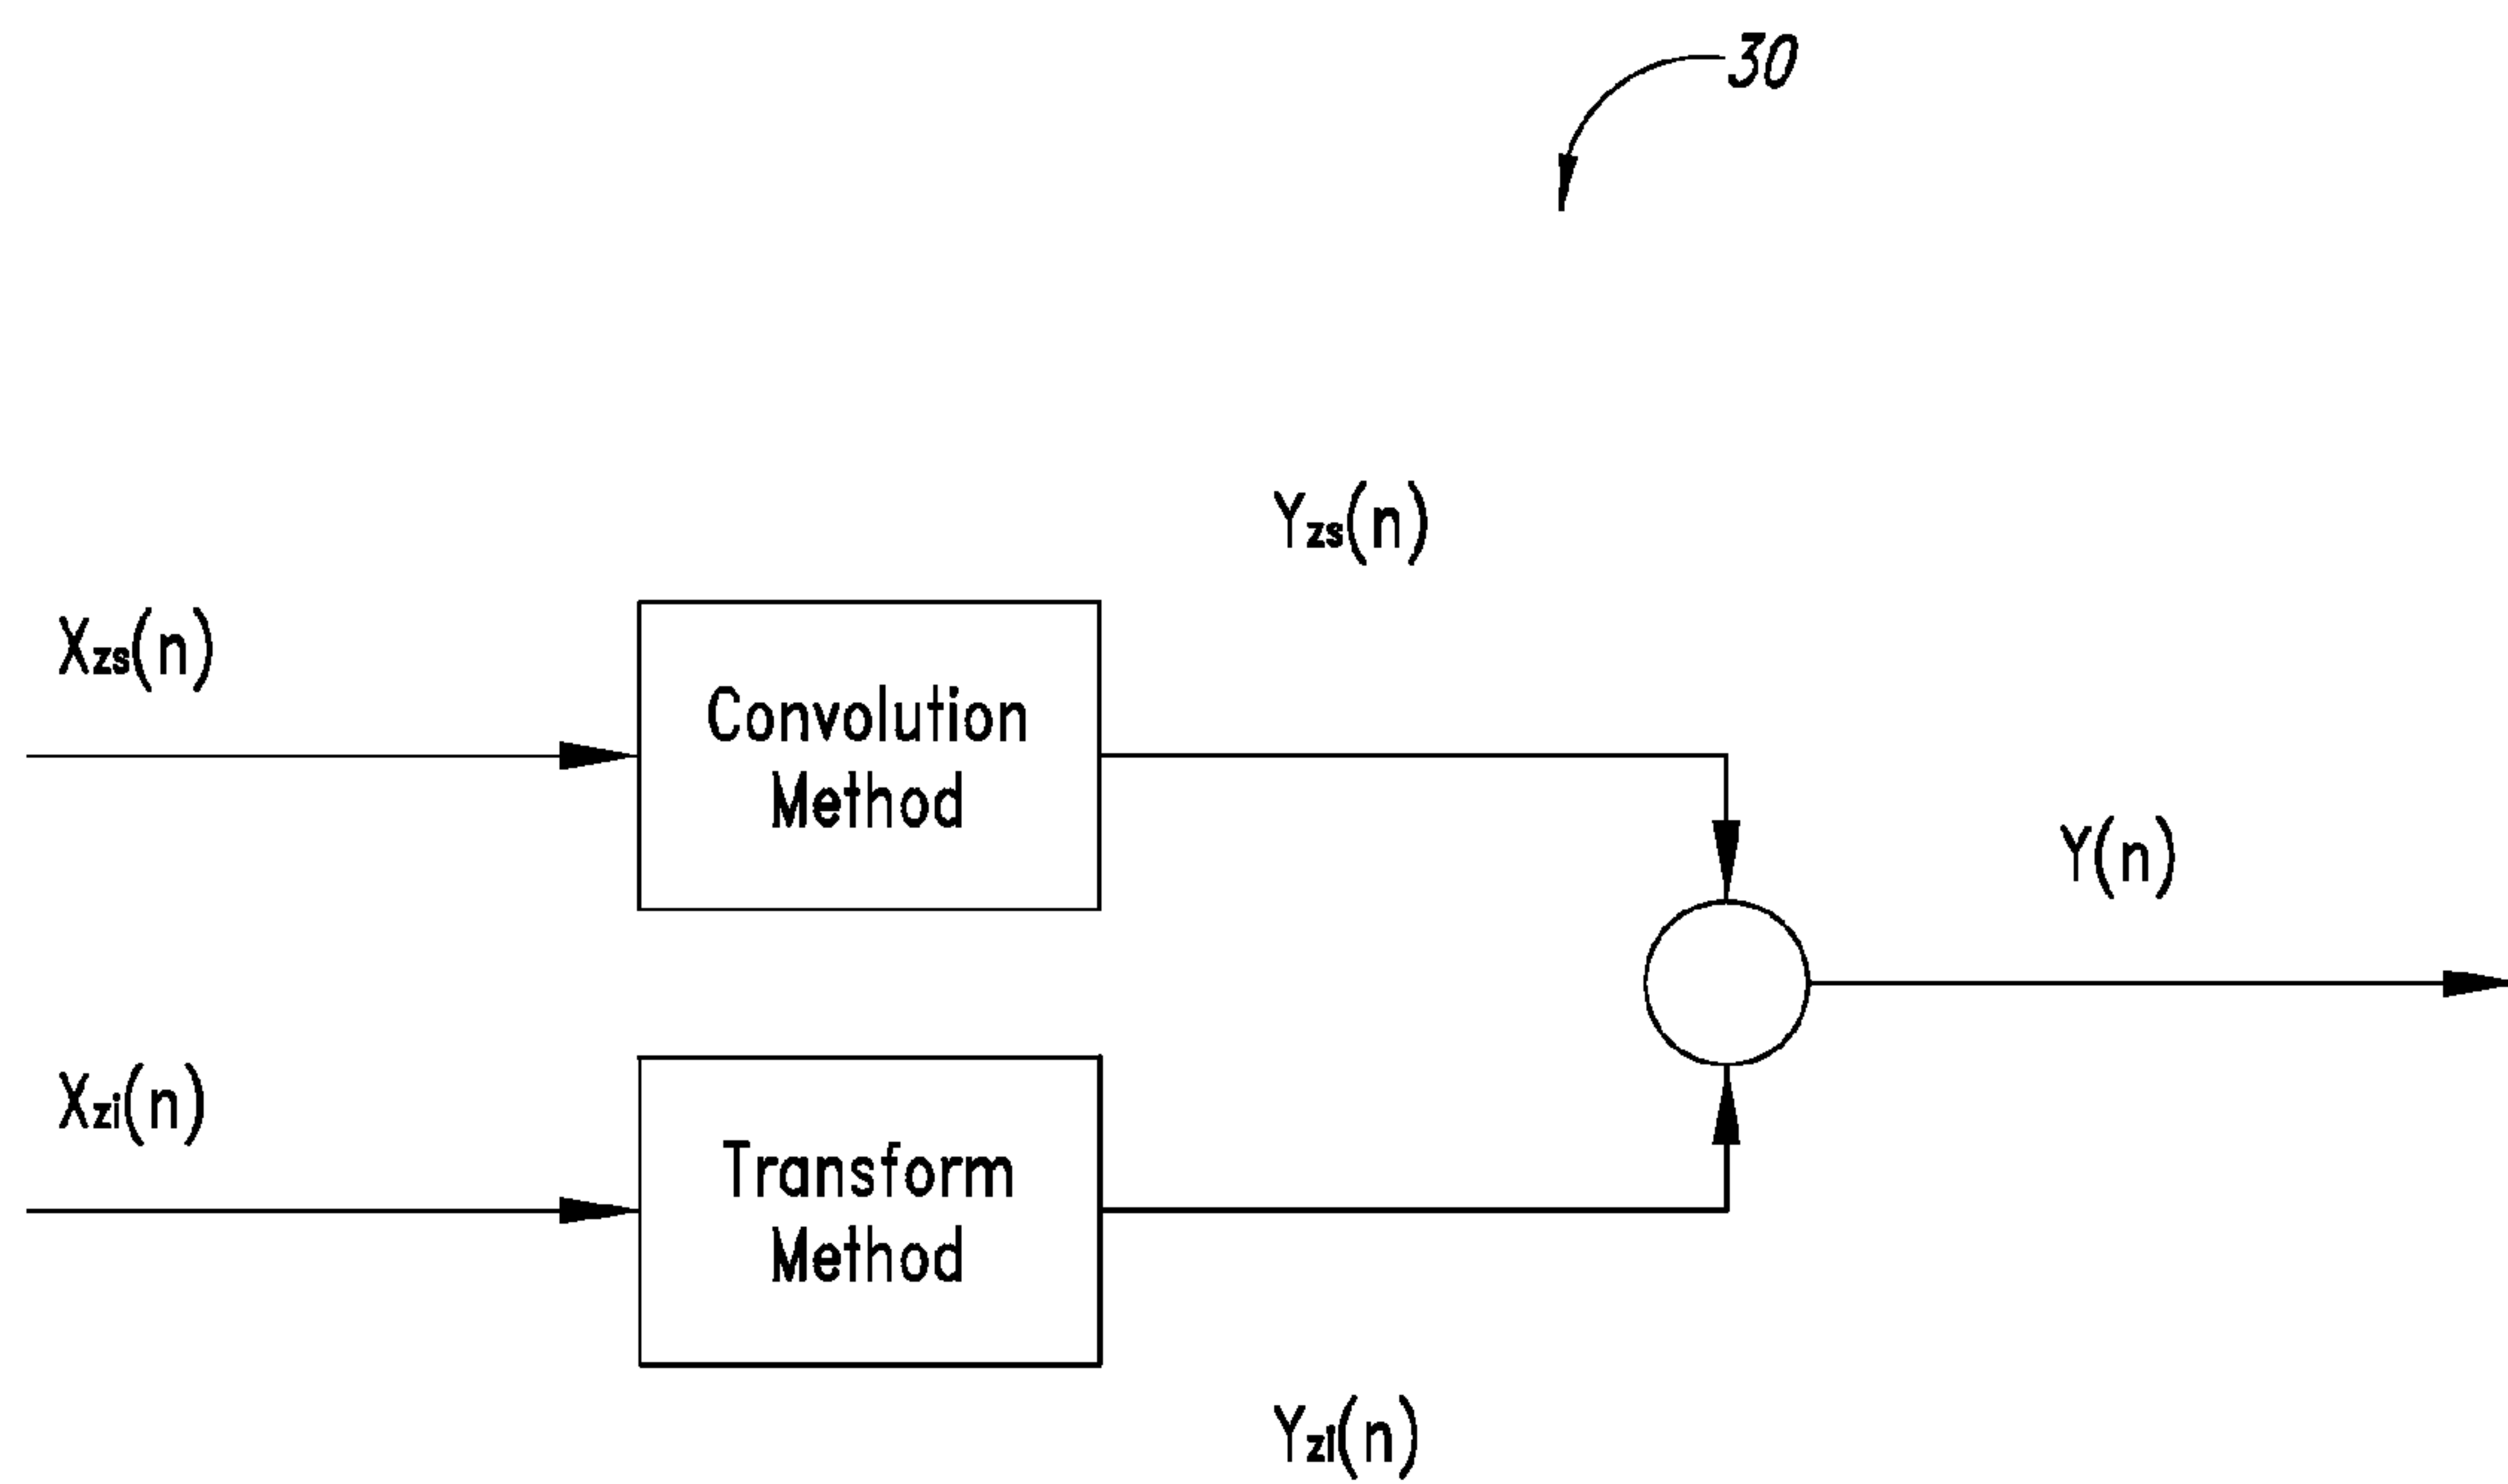 30
Yzs(n)
Xzs(n)
Convolution
Method
Y(n)
Xzi(n)
Transform
Method
Yzi(n)